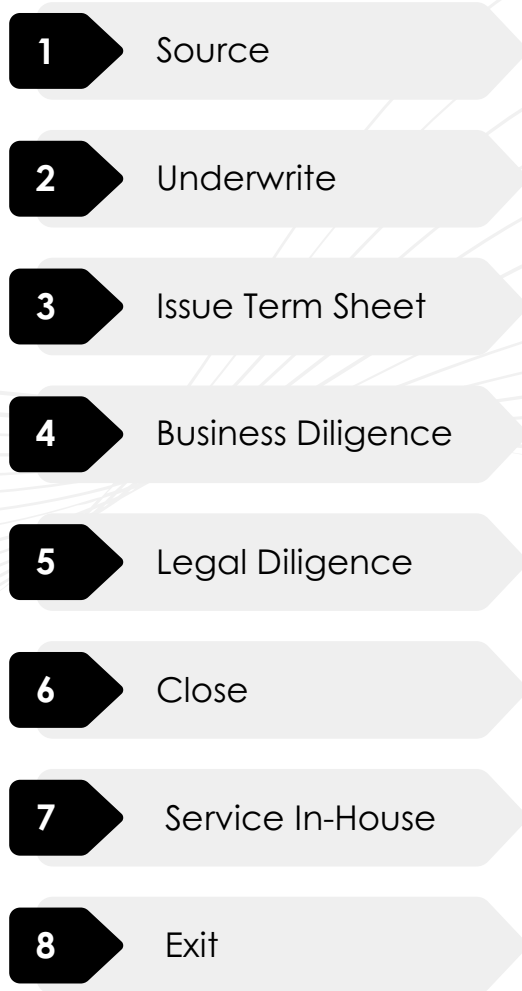 1 Source
2 Underwrite
3 Issue Term Sheet
4 Business Diligence
5 Legal Diligence
6 Close
7 Service In-House
8 Exit